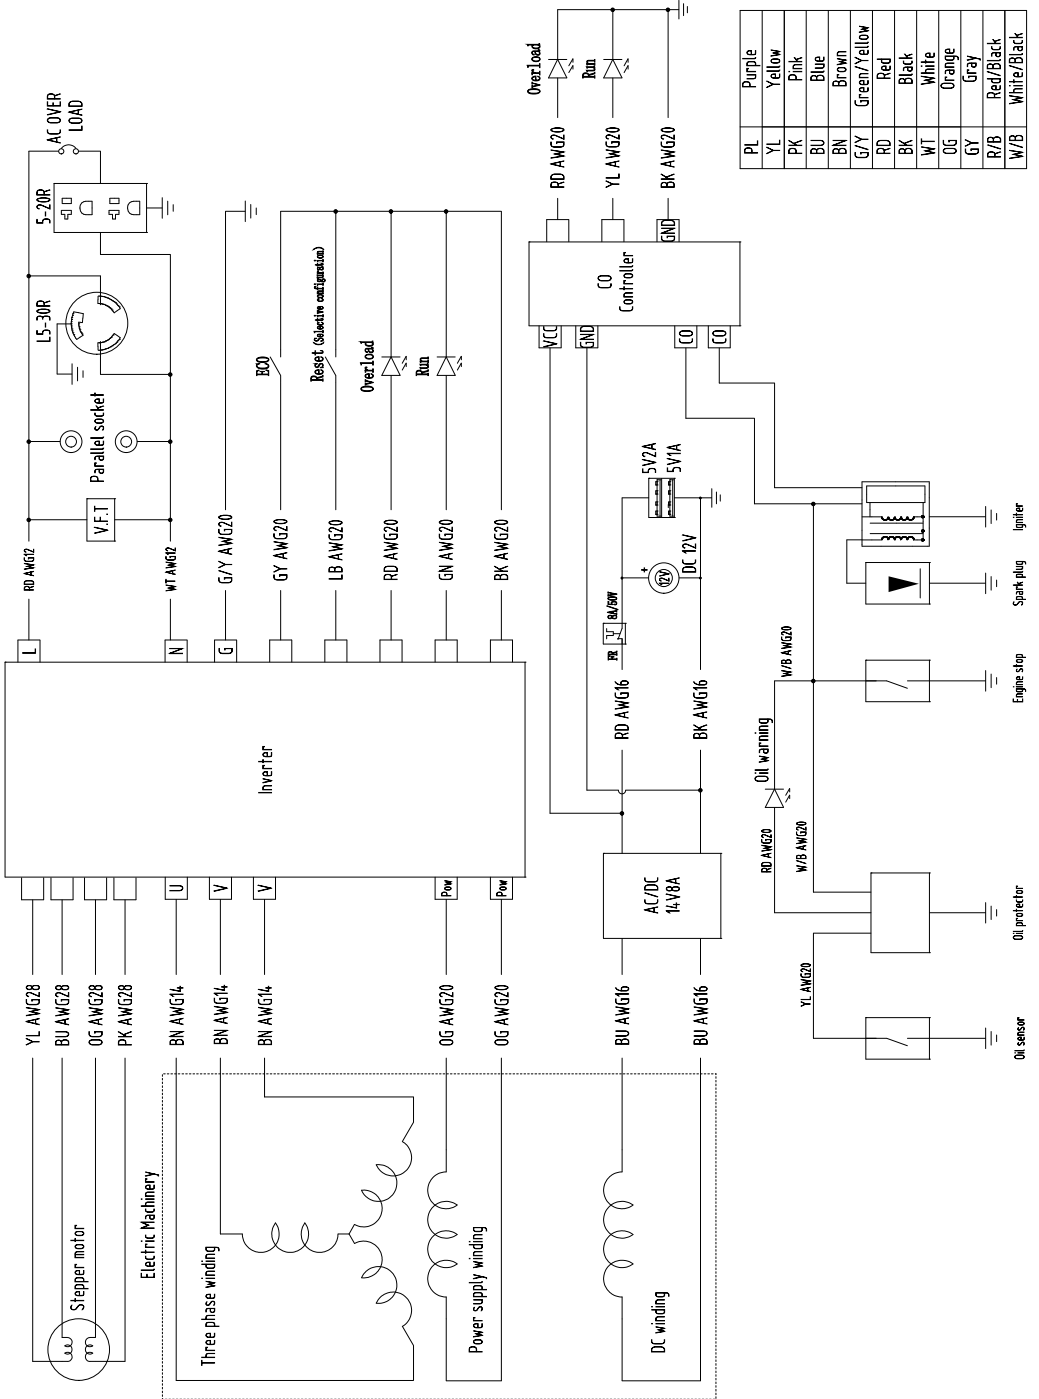 Stepper motor
YL AWG28
BU AWG28
OG AWG28
PK AWG28
Electric Machinery
Three phase winding
BN AWG14
BN AWG14
BN AWG14
Power supply winding
OG AWG20
OG AWG20
DC winding
BU AWG16
BU AWG16
U
V
V
Pow
Pow
Inverter
L
N
G
RD AWG12
WT AWG12
G/Y AWG20
GY AWG20
LB AWG20
RD AWG20
GN AWG20
BK AWG20
V.F.T
Parallel socket
L5-30R
5-20R
AC OVER
LOAD
ECO
Reset (Selective configuration)
Overload
Run
AC/DC
14V8A
RD AWG16
BK AWG16
FR
8A/60V
+
12V
DC 12V
5V2A
5V1A
VCC
GND
CO
CO
CO
Controller
GND
RD AWG20
YL AWG20
BK AWG20
Overload
Run
YL AWG20
RD AWG20
Oil warning
W/B AWG20
W/B AWG20
Oil sensor
Oil protector
Engine stop
Spark plug
Igniter
PL Purple
YL Yellow
PK Pink
BU Blue
BN Brown
G/Y Green/Yellow
RD Red
BK Black
WT White
OG Orange
GY Gray
R/B Red/Black
W/B White/Black